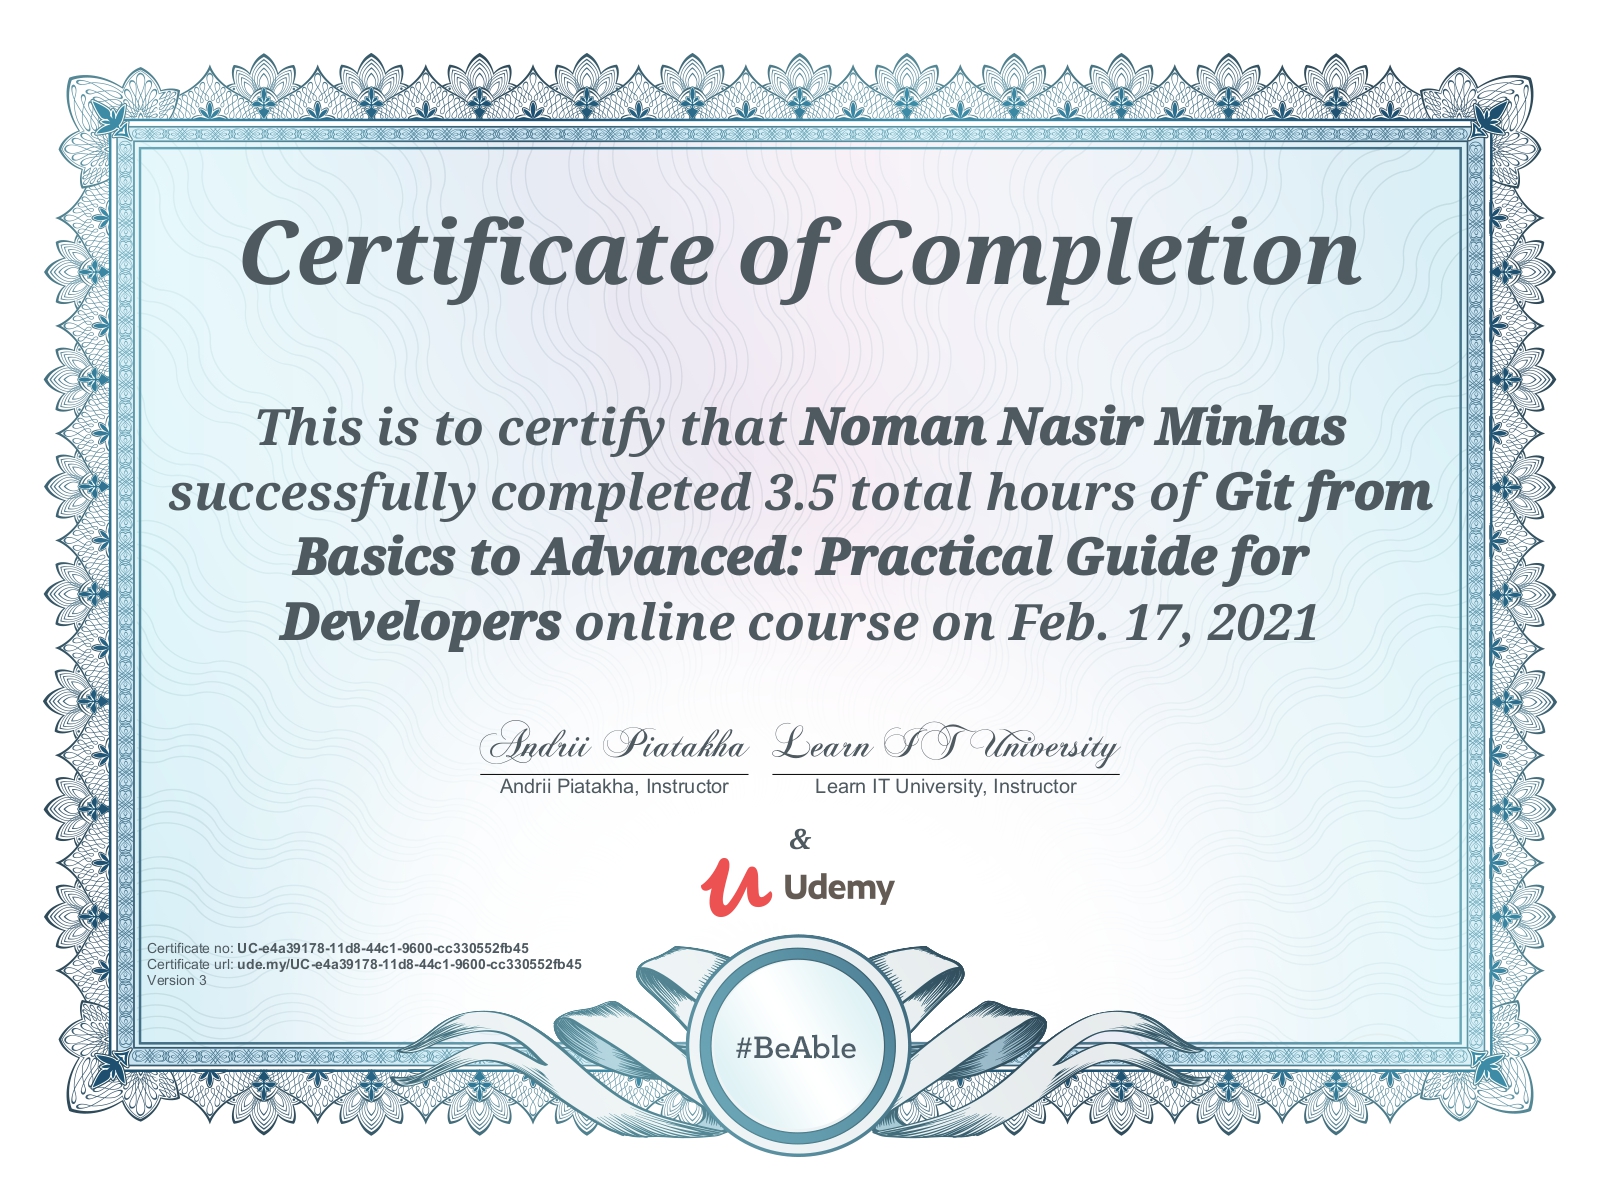 Certificate of Completion
This is to certify that Noman Nasir Minhas
successfully completed 3.5 total hours of Git from
Basics to Advanced: Practical Guide for
Developers online course on Feb. 17, 2021
Andrii Piatakha Learn IT University
Andrii Piatakha, Instructor Learn IT University, Instructor
&
Udemy
Certificate no: UC-e4a39178-11d8-44c1-9600-cc330552fb45
Certificate url: ude.my/UC-e4a39178-11d8-44c1-9600-cc330552fb45
Version 3
#BeAble